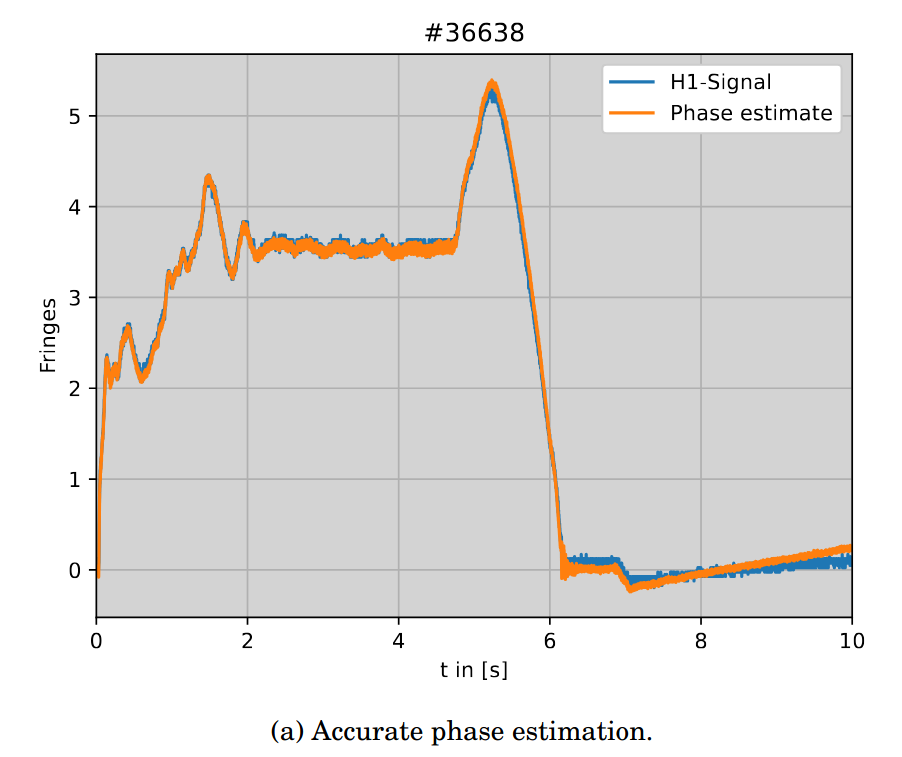 #36638
H1-Signal
Phase estimate
Fringes
5
4
3
2
1
0
0 2 4 6 8 10
t in [s]
(a) Accurate phase estimation.